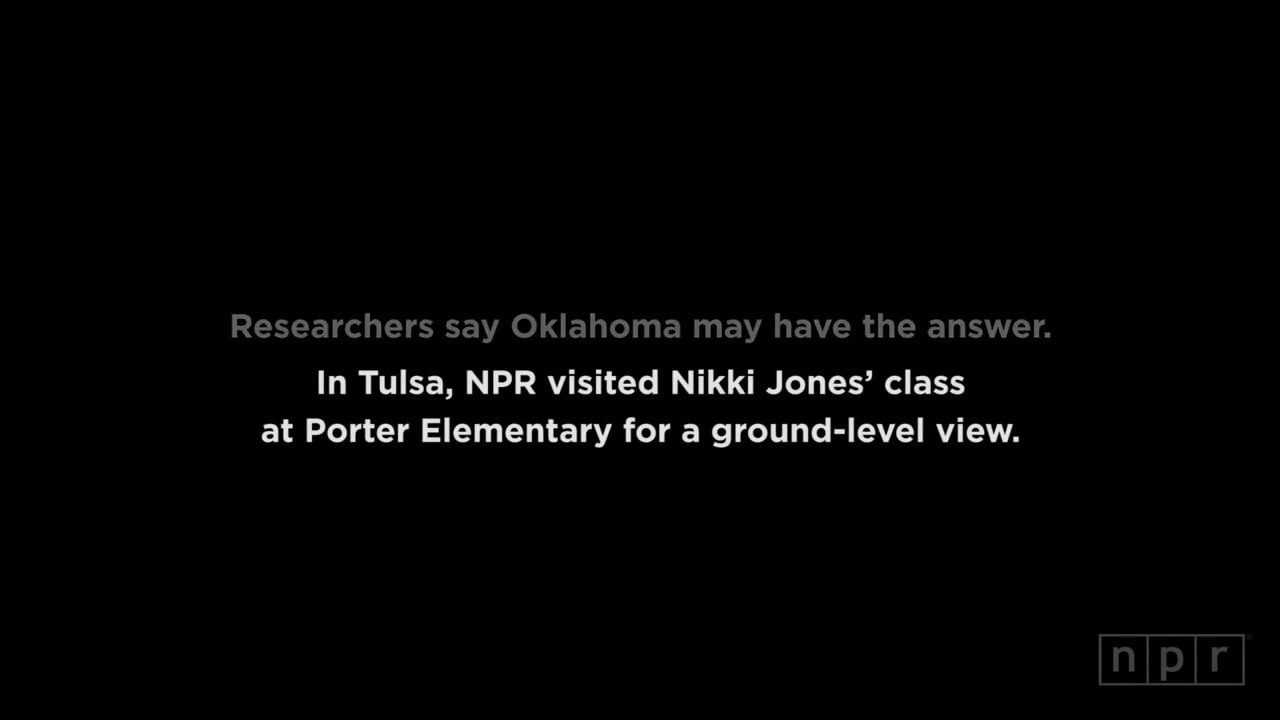 Researchers say Oklahoma may have the answer.
In Tulsa, NPR visited Nikki Jones’ class
at Porter Elementary for a ground-level view.
npr